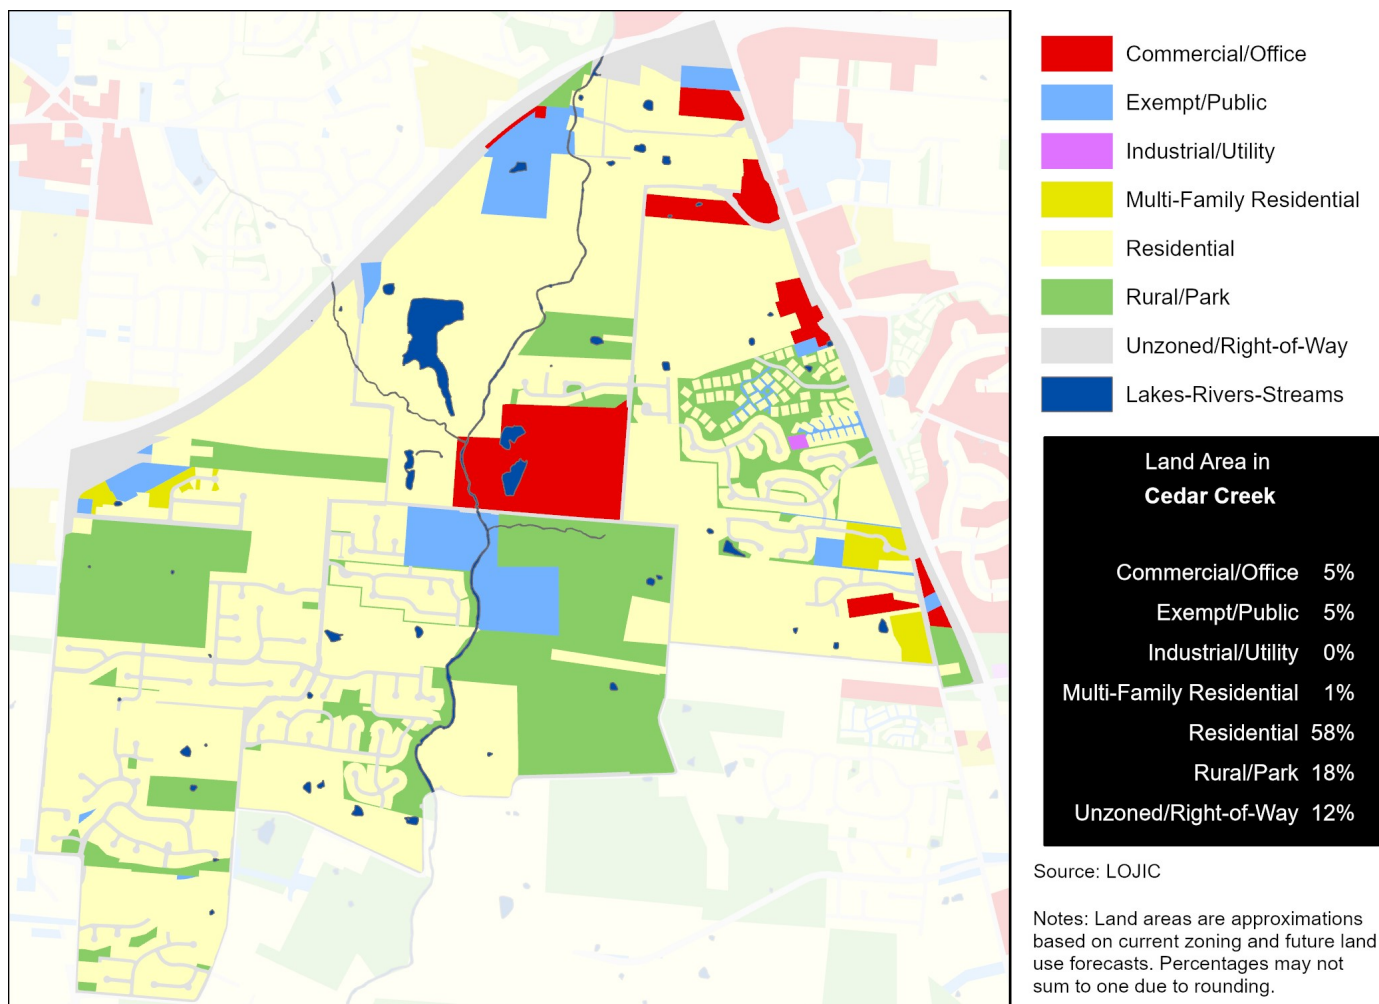 Commercial/Office
Exempt/Public
Industrial/Utility
Multi-Family Residential
Residential
Rural/Park
Unzoned/Right-of-Way
Lakes-Rivers-Streams
Land Area in
Cedar Creek
Commercial/Office 5%
Exempt/Public 5%
Industrial/Utility 0%
Multi-Family Residential 1%
Residential 58%
Rural/Park 18%
Unzoned/Right-of-Way 12%
Source: LOJIC
Notes: Land areas are approximations
based on current zoning and future land
use forecasts. Percentages may not
sum to one due to rounding.